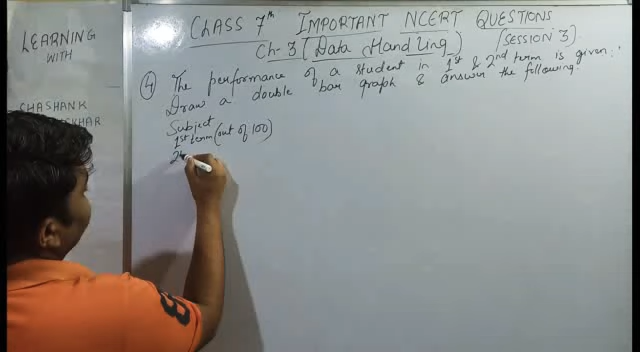 LEARNING
WITH
SHASHANK
CLASS 7th IMPORTANT NCERT QUESTIONS
Ch-3 (Data Handling) (SESSION 3)
④ The performance of a student in 1st & 2nd term is given:
Draw a double bar graph & answer the following.
Subject
1st term (out of 100)
2
8